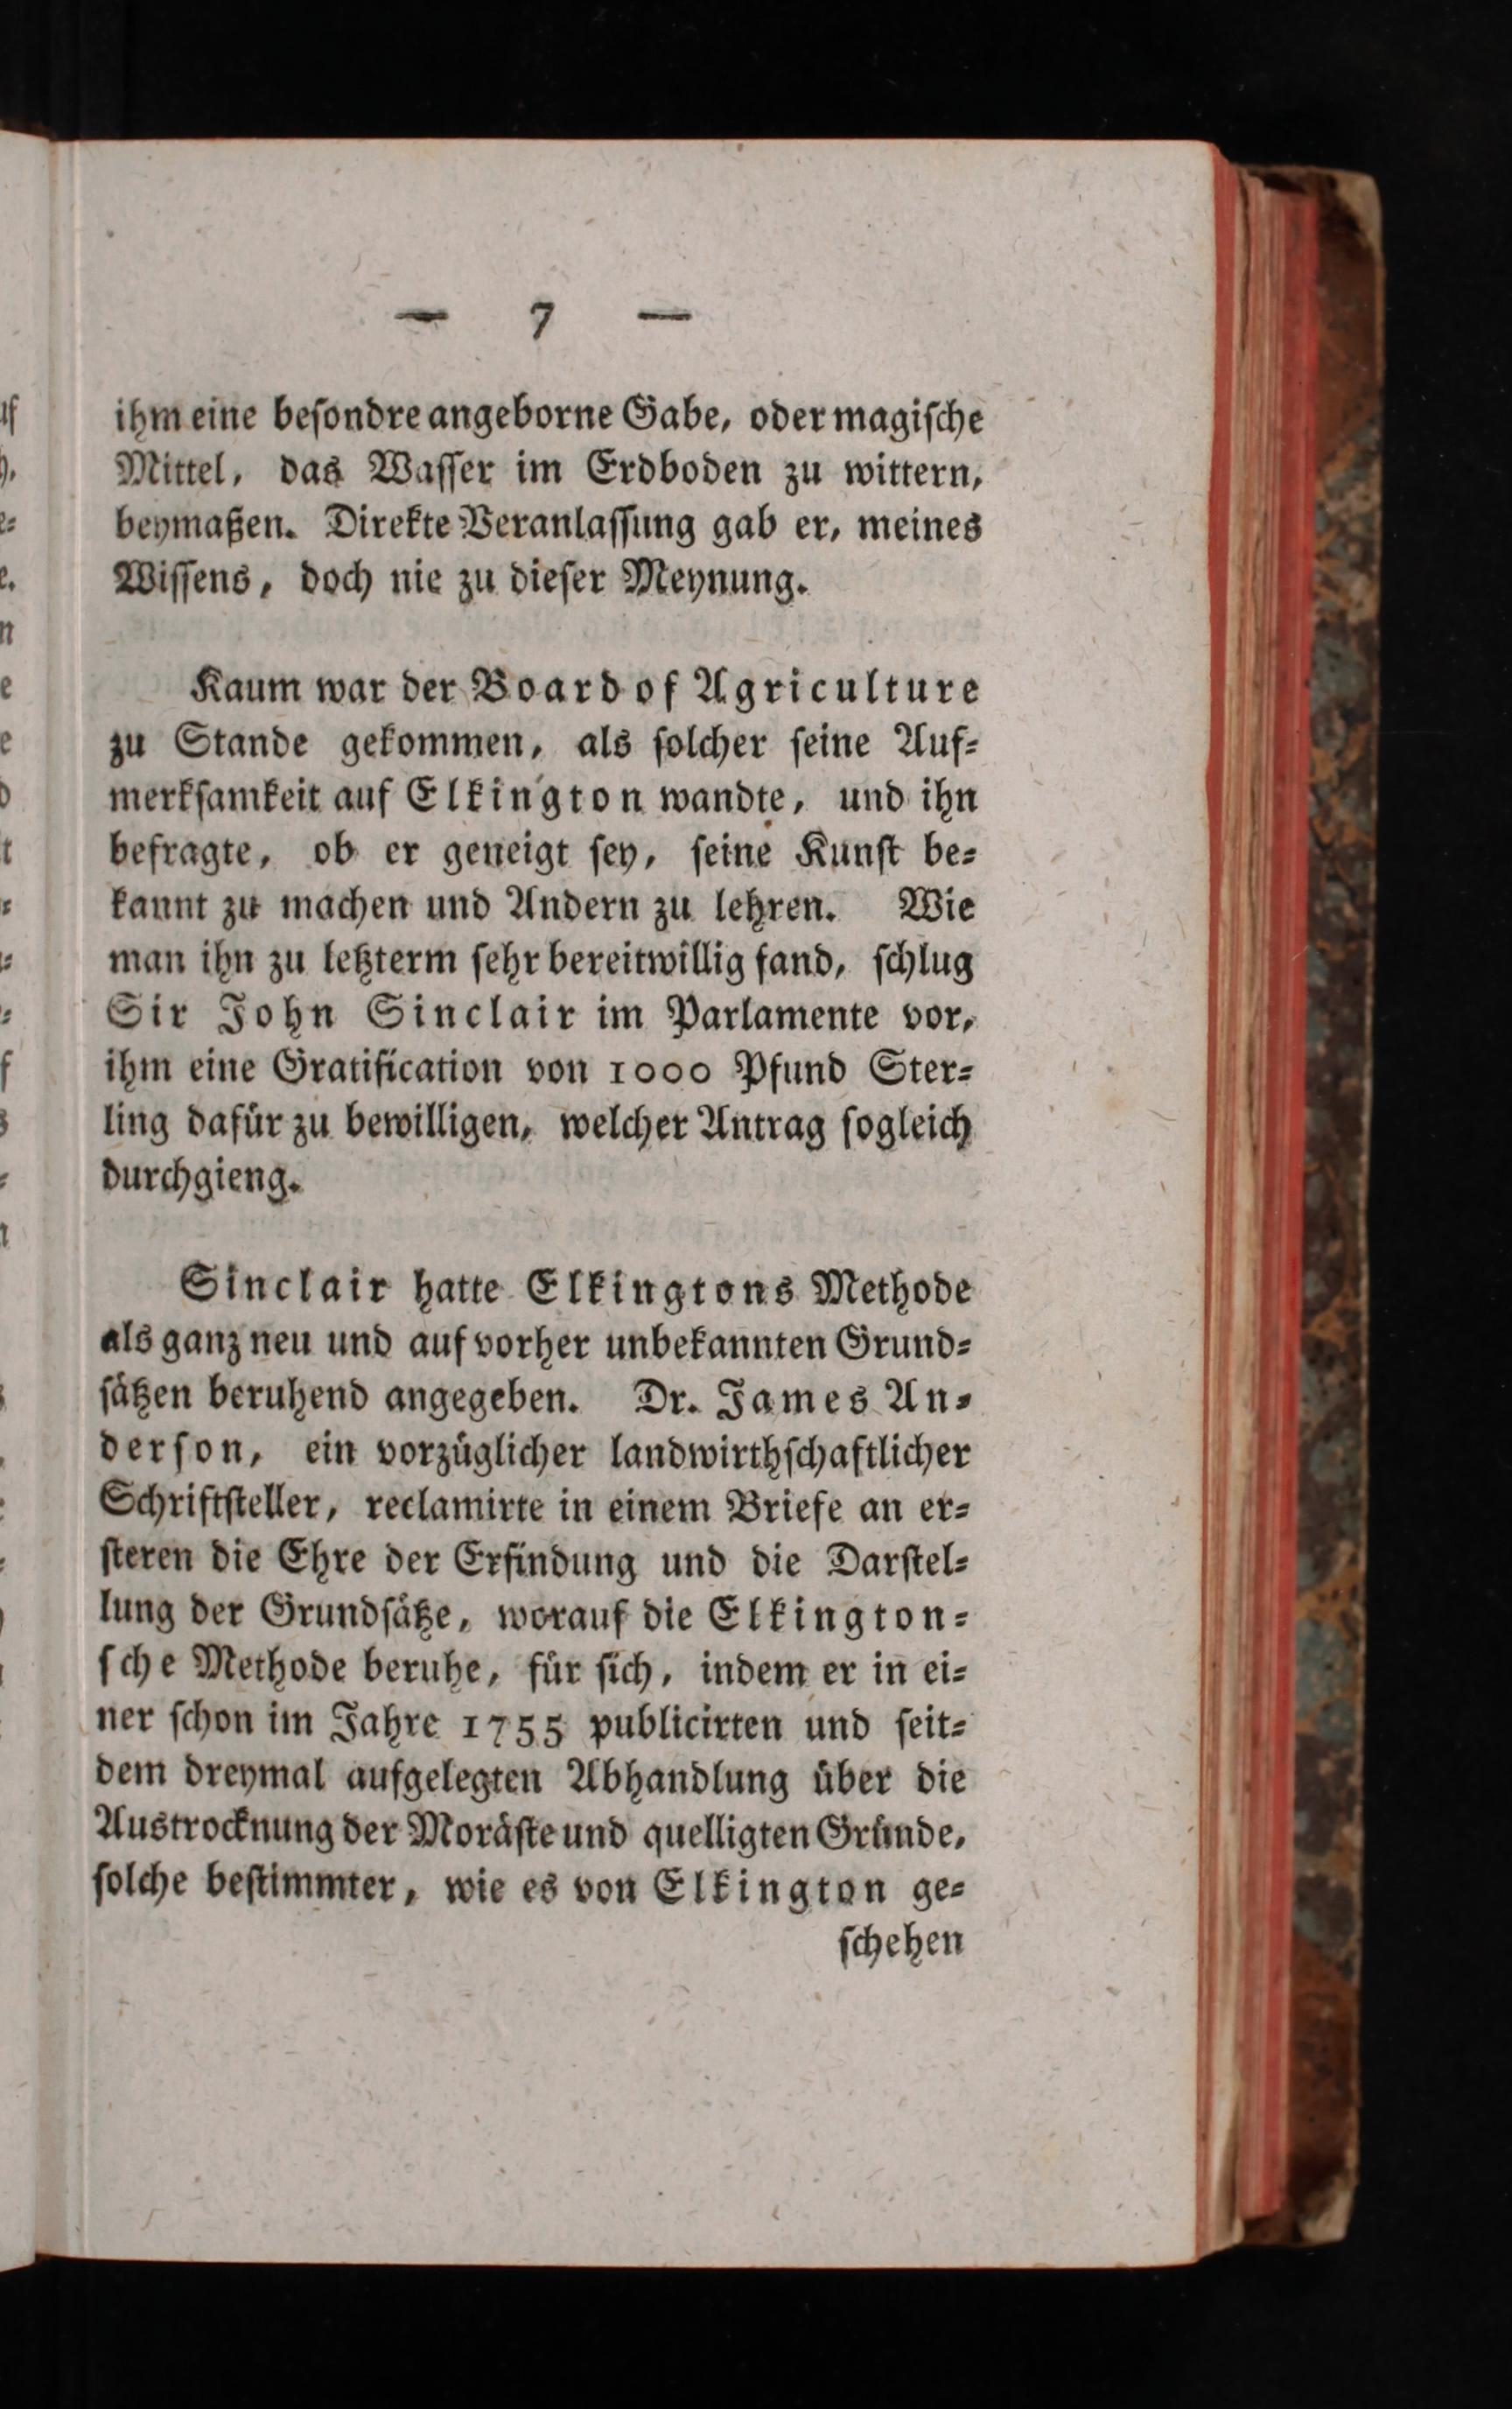 — 7 —
ihm eine beſondre angeborne Gabe, oder magiſche
Mittel, das Waſſer im Erdboden zu wittern,
beymaßen. Direkte Veranlaſſung gab er, meines
Wiſſens, doch nie zu dieſer Meynung.
Kaum war der Board of Agriculture
zu Stande gekommen, als ſolcher ſeine Auf⸗
merkſamkeit auf Elkington wandte, und ihn
befragte, ob er geneigt ſey, ſeine Kunſt be⸗
kannt zu machen und Andern zu lehren. Wie
man ihn zu letzterm ſehr bereitwillig fand, ſchlug
Sir John Sinclair im Parlamente vor,
ihm eine Gratification von 1000 Pfund Ster⸗
ling dafür zu bewilligen, welcher Antrag ſogleich
durchgieng.
Sinclair hatte Elkingtons Methode
als ganz neu und auf vorher unbekannten Grund⸗
ſätzen beruhend angegeben. Dr. James An⸗
derſon, ein vorzüglicher landwirthſchaftlicher
Schriftſteller, reclamirte in einem Briefe an er⸗
ſteren die Ehre der Erfindung und die Darſtel⸗
lung der Grundſätze, worauf die Elkington⸗
ſche Methode beruhe, für ſich, indem er in ei⸗
ner ſchon im Jahre 1755 publicirten und ſeit⸗
dem dreymal aufgelegten Abhandlung über die
Austrocknung der Moräſte und quelligten Gründe,
ſolche beſtimmter, wie es von Elkington ge⸗
ſchehen